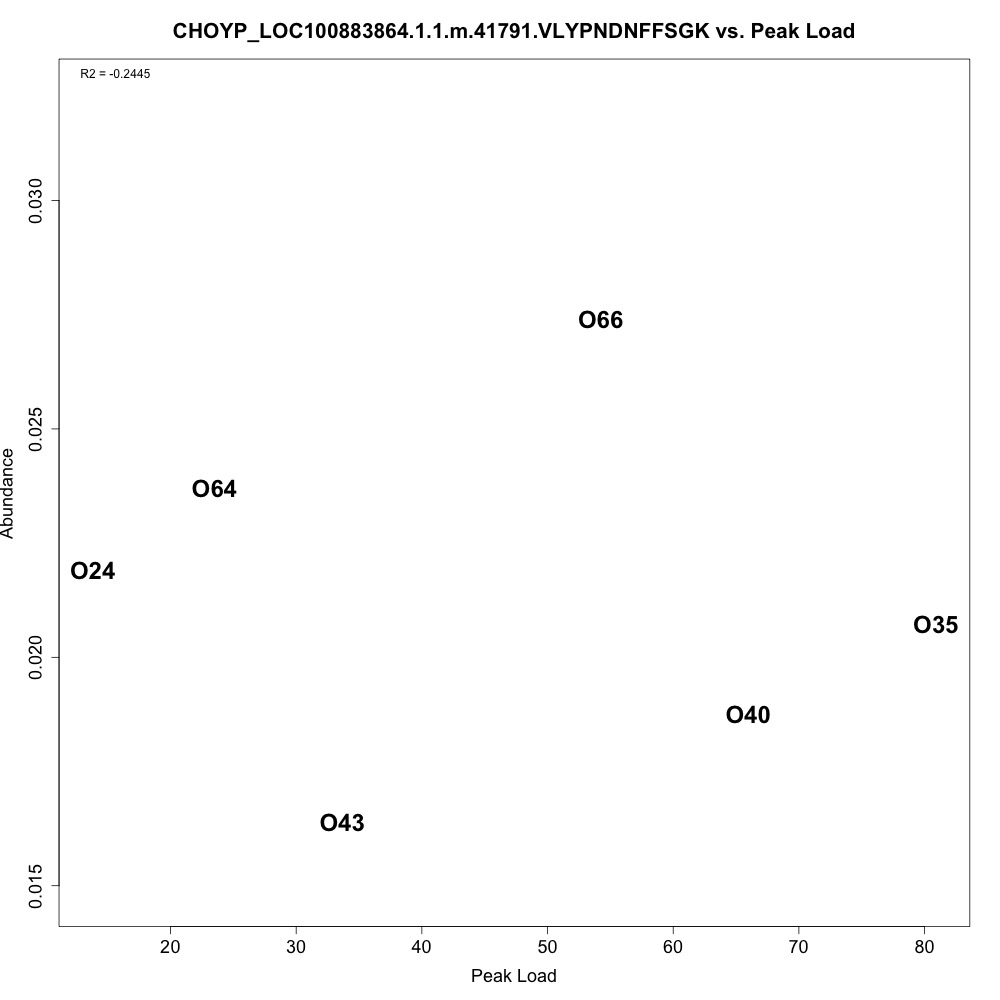 CHOYP_LOC100883864.1.1.m.41791.VLYPNDNFFSGK vs. Peak Load
R2 = -0.2445
0.030
O66
0.025
Abundance
O64
O24
O35
0.020
O40
O43
0.015
20 30 40 50 60 70 80
Peak Load